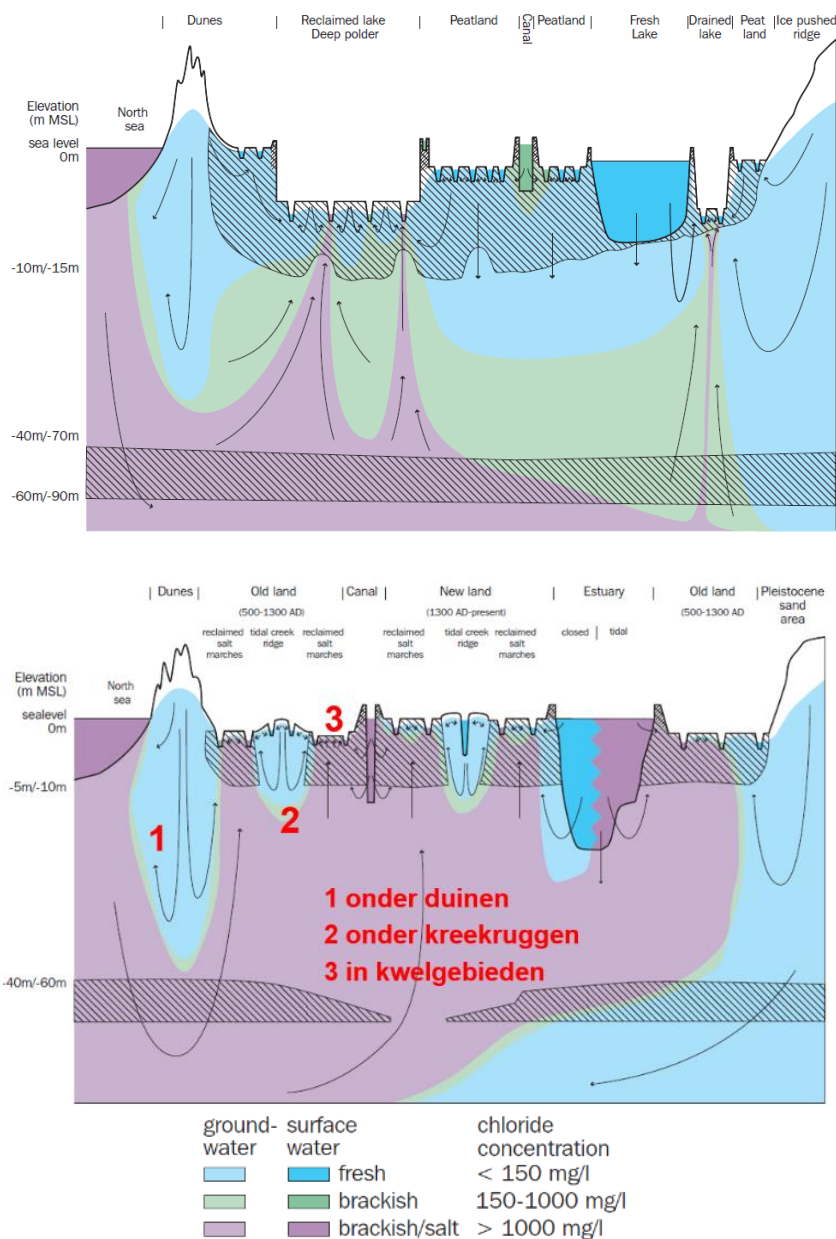 Dunes
Reclaimed lake
Deep polder
Peatland
Canal
Peatland
Fresh
Lake
Drained
lake
Peat
land
Ice pushed
ridge
Elevation
(m MSL)
North
sea
sea level
0m
-10m/-15m
-40m/-70m
-60m/-90m
Dunes
Old land
(500-1300 AD)
Canal
New land
(1300 AD-present)
Estuary
Old land
(500-1300 AD)
Pleistocene
sand
area
reclaimed
salt
marches
tidal creek
ridge
reclaimed
salt
marches
reclaimed
salt
marches
tidal creek
ridge
reclaimed
salt
marches
closed
tidal
Elevation
(m MSL)
North
sea
sealevel
0m
3
-5m/-10m
1
2
1 onder duinen
2 onder kreekruggen
3 in kwelgebieden
-40m/-60m
ground- surface chloride
water water concentration
fresh < 150 mg/l
brackish 150-1000 mg/l
brackish/salt > 1000 mg/l